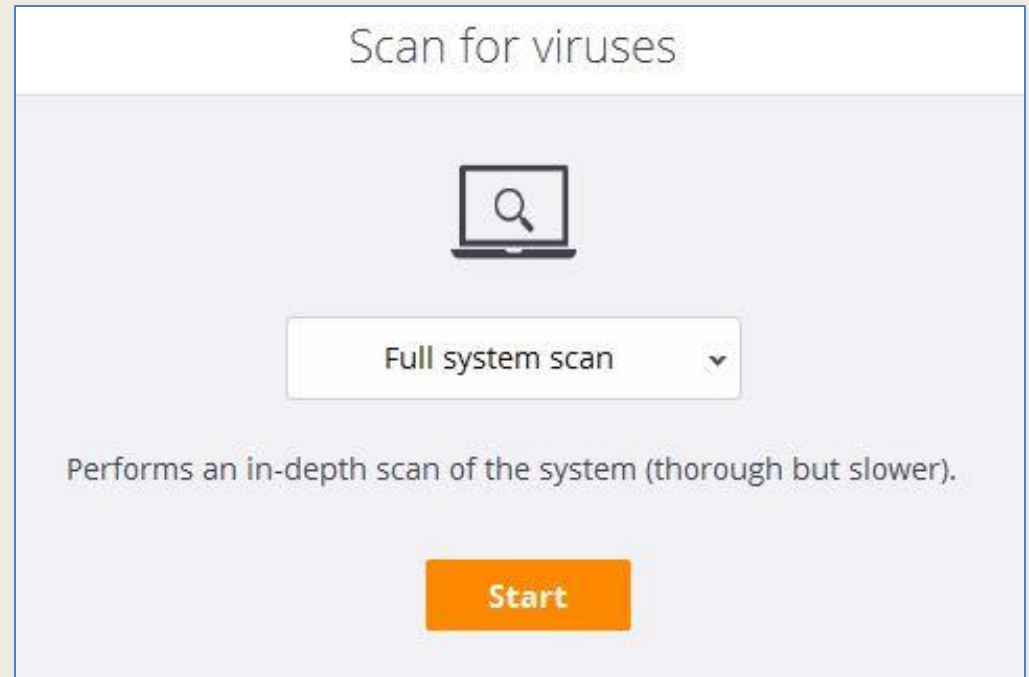 Scan for viruses
Full system scan
Performs an in-depth scan of the system (thorough but slower).
Start